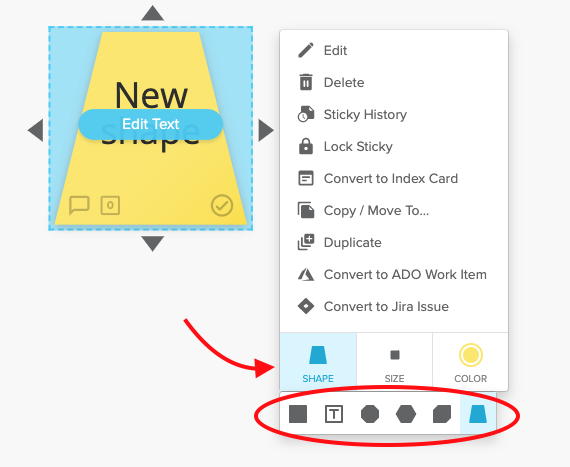 New
shape
Edit Text
0
Edit
Delete
Sticky History
Lock Sticky
Convert to Index Card
Copy / Move To...
Duplicate
Convert to ADO Work Item
Convert to Jira Issue
SHAPE
SIZE
COLOR
T